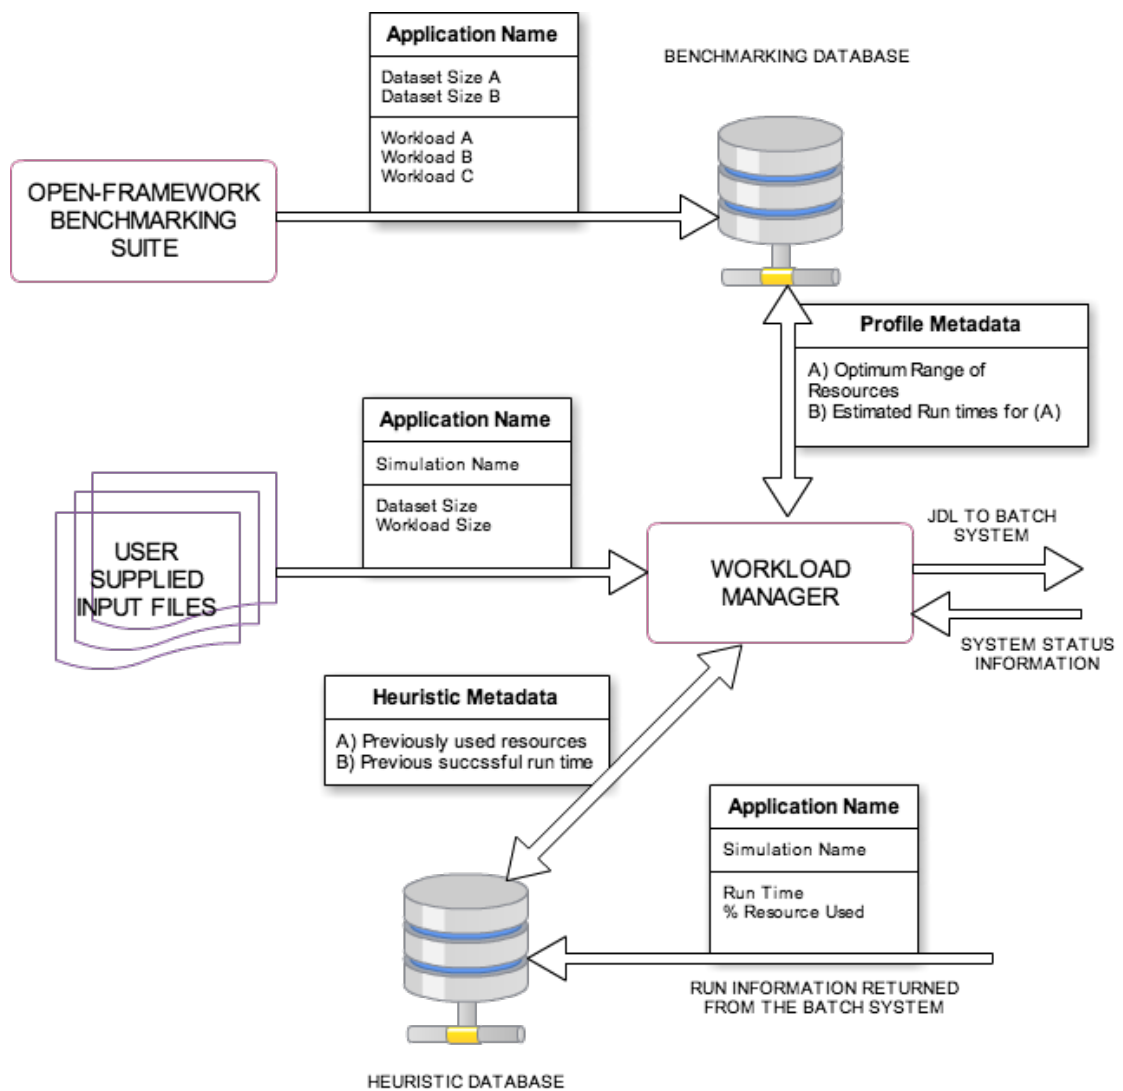 Application Name
Dataset Size A
Dataset Size B
Workload A
Workload B
Workload C
BENCHMARKING DATABASE
OPEN-FRAMEWORK
BENCHMARKING
SUITE
Profile Metadata
A) Optimum Range of
Resources
B) Estimated Run times for (A)
Application Name
Simulation Name
Dataset Size
Workload Size
USER
SUPPLIED
INPUT FILES
WORKLOAD
MANAGER
JDL TO BATCH
SYSTEM
SYSTEM STATUS
INFORMATION
Heuristic Metadata
A) Previously used resources
B) Previous succssful run time
Application Name
Simulation Name
Run Time
% Resource Used
RUN INFORMATION RETURNED
FROM THE BATCH SYSTEM
HEURISTIC DATABASE